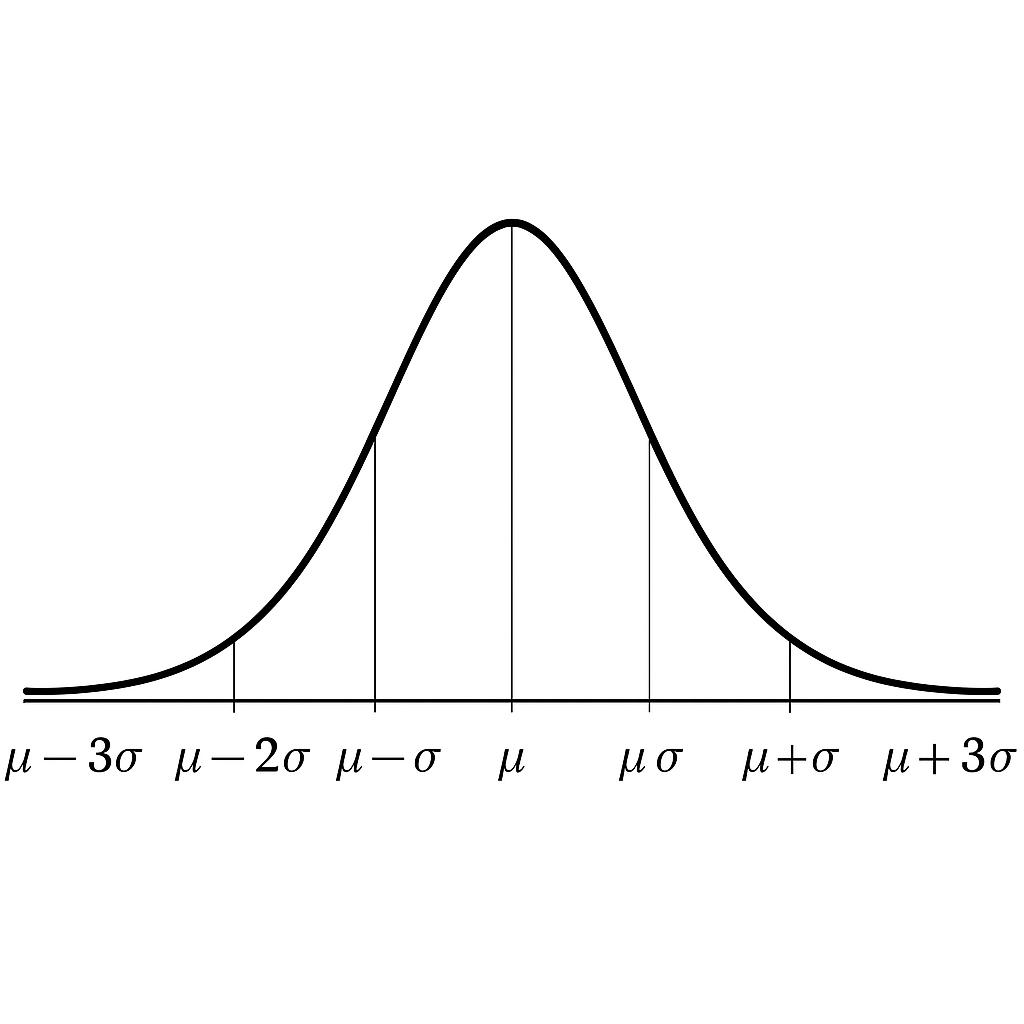 μ − 3σ μ − 2σ μ − σ μ μ σ μ + σ μ + 3σ